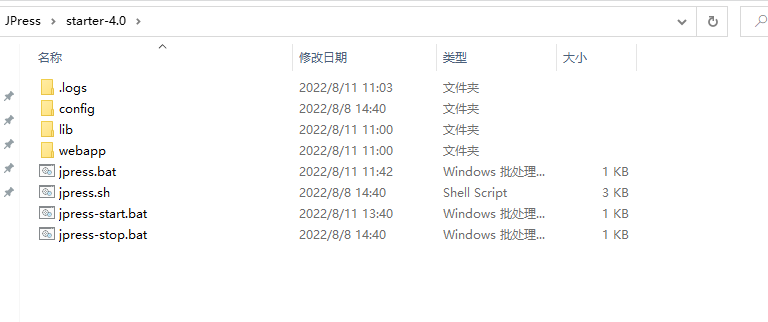 JPress > starter-4.0 >
名称 修改日期 类型 大小
.logs 2022/8/11 11:03 文件夹
config 2022/8/8 14:40 文件夹
lib 2022/8/11 11:00 文件夹
webapp 2022/8/11 11:00 文件夹
jpress.bat 2022/8/11 11:42 Windows 批处理... 1 KB
jpress.sh 2022/8/8 14:40 Shell Script 3 KB
jpress-start.bat 2022/8/11 13:40 Windows 批处理... 1 KB
jpress-stop.bat 2022/8/8 14:40 Windows 批处理... 1 KB